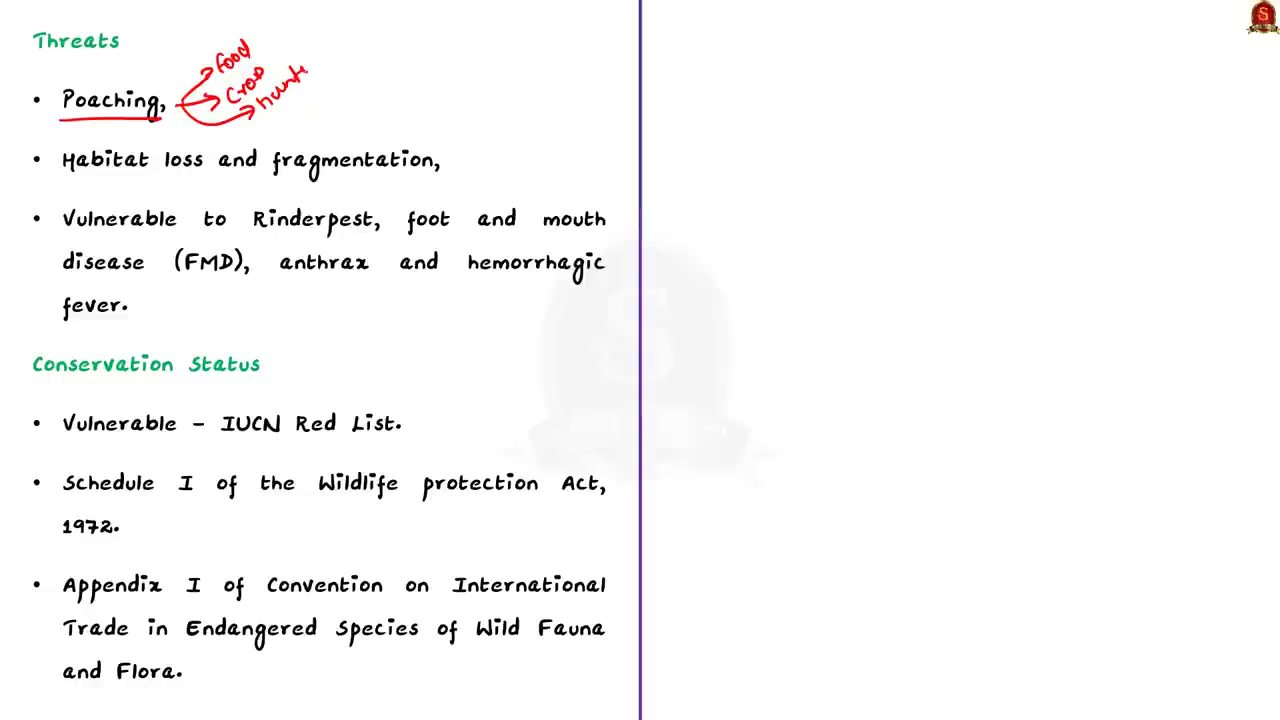 Threats
food
crop
• Poaching,
• Habitat loss and fragmentation,
• Vulnerable to Rinderpest, foot and mouth
disease (FMD), anthrax and hemorrhagic
fever.
Conservation Status
• Vulnerable – IUCN Red List.
• Schedule I of the Wildlife protection Act,
1972.
• Appendix I of Convention on International
Trade in Endangered Species of Wild Fauna
and Flora.